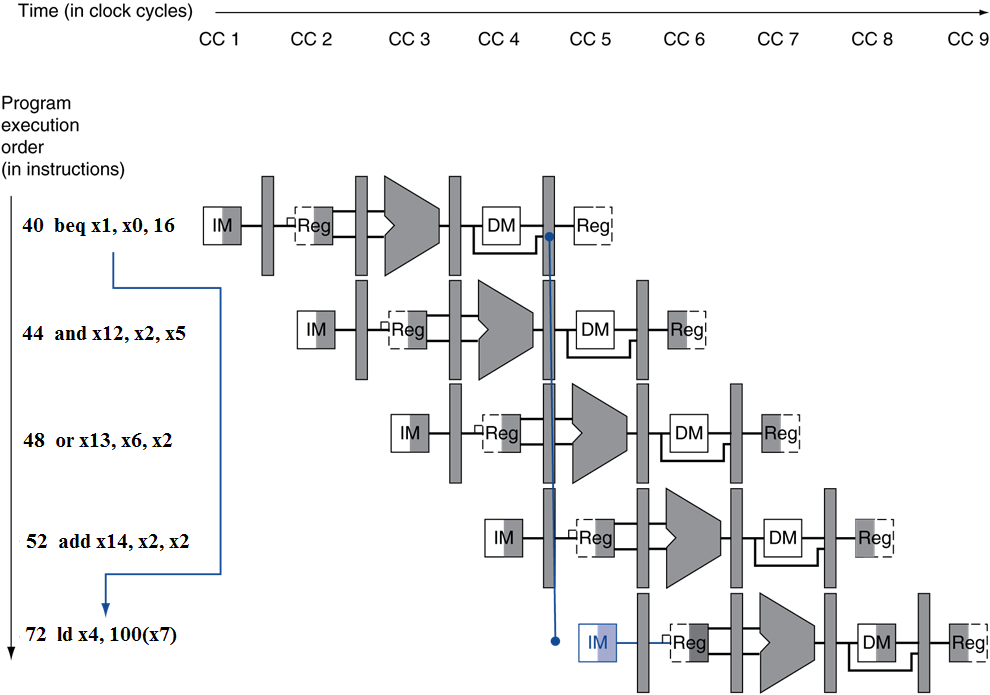 Time (in clock cycles)
CC 1 CC 2 CC 3 CC 4 CC 5 CC 6 CC 7 CC 8 CC 9
Program
execution
order
(in instructions)
40 beq x1, x0, 16
IM Reg DM Reg
44 and x12, x2, x5
IM Reg DM Reg
48 or x13, x6, x2
IM Reg DM Reg
52 add x14, x2, x2
IM Reg DM Reg
72 ld x4, 100(x7)
IM Reg DM Reg